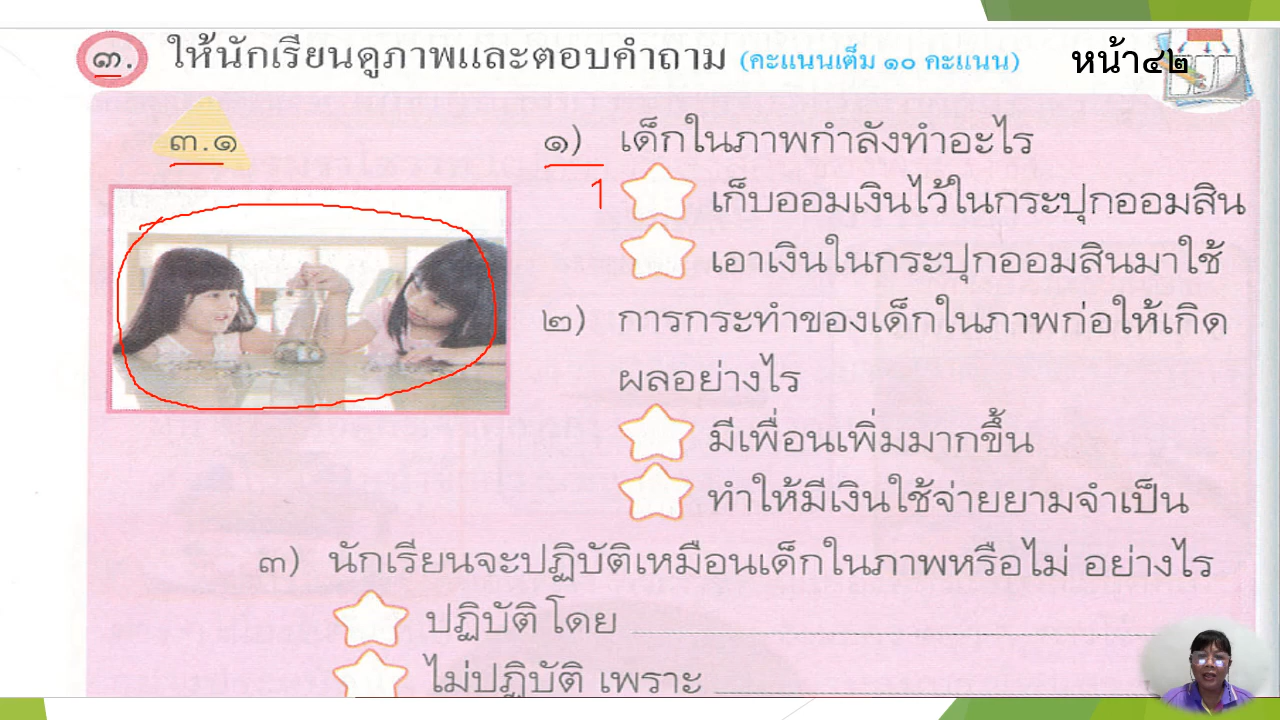 ๓. ให้นักเรียนดูภาพและตอบคำถาม (คะแนนเต็ม ๑๐ คะแนน)
หน้า๔๒
๓.๑
๑) เด็กในภาพกำลังทำอะไร
1 เก็บออมเงินไว้ในกระปุกออมสิน
เอาเงินในกระปุกออมสินมาใช้
๒) การกระทำของเด็กในภาพก่อให้เกิด
ผลอย่างไร
มีเพื่อนเพิ่มมากขึ้น
ทำให้มีเงินใช้จ่ายยามจำเป็น
๓) นักเรียนจะปฏิบัติเหมือนเด็กในภาพหรือไม่ อย่างไร
ปฏิบัติ โดย
ไม่ปฏิบัติ เพราะ